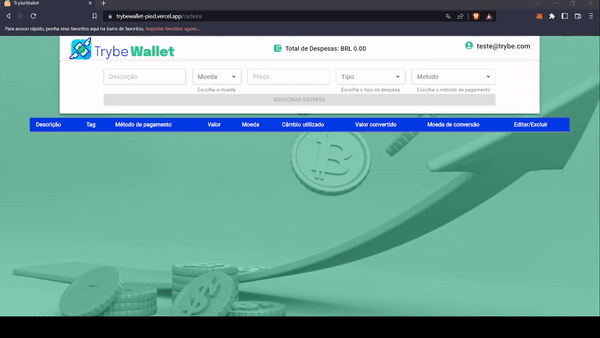 TrybeWallet
trybewallet-pied.vercel.app/carteira
Para acesso rápido, ponha seus favoritos aqui na barra de favoritos. Importar favoritos agora...
Trybe Wallet
Total de Despesas: BRL 0.00
teste@trybe.com
Descrição Moeda Preço Tipo Metodo
Escolha a moeda Escolha o tipo da despesa Escolha o método de pagamento
ADICIONAR DESPESA
Descrição Tag Método de pagamento Valor Moeda Câmbio utilizado Valor convertido Moeda de conversão Editar/Excluir